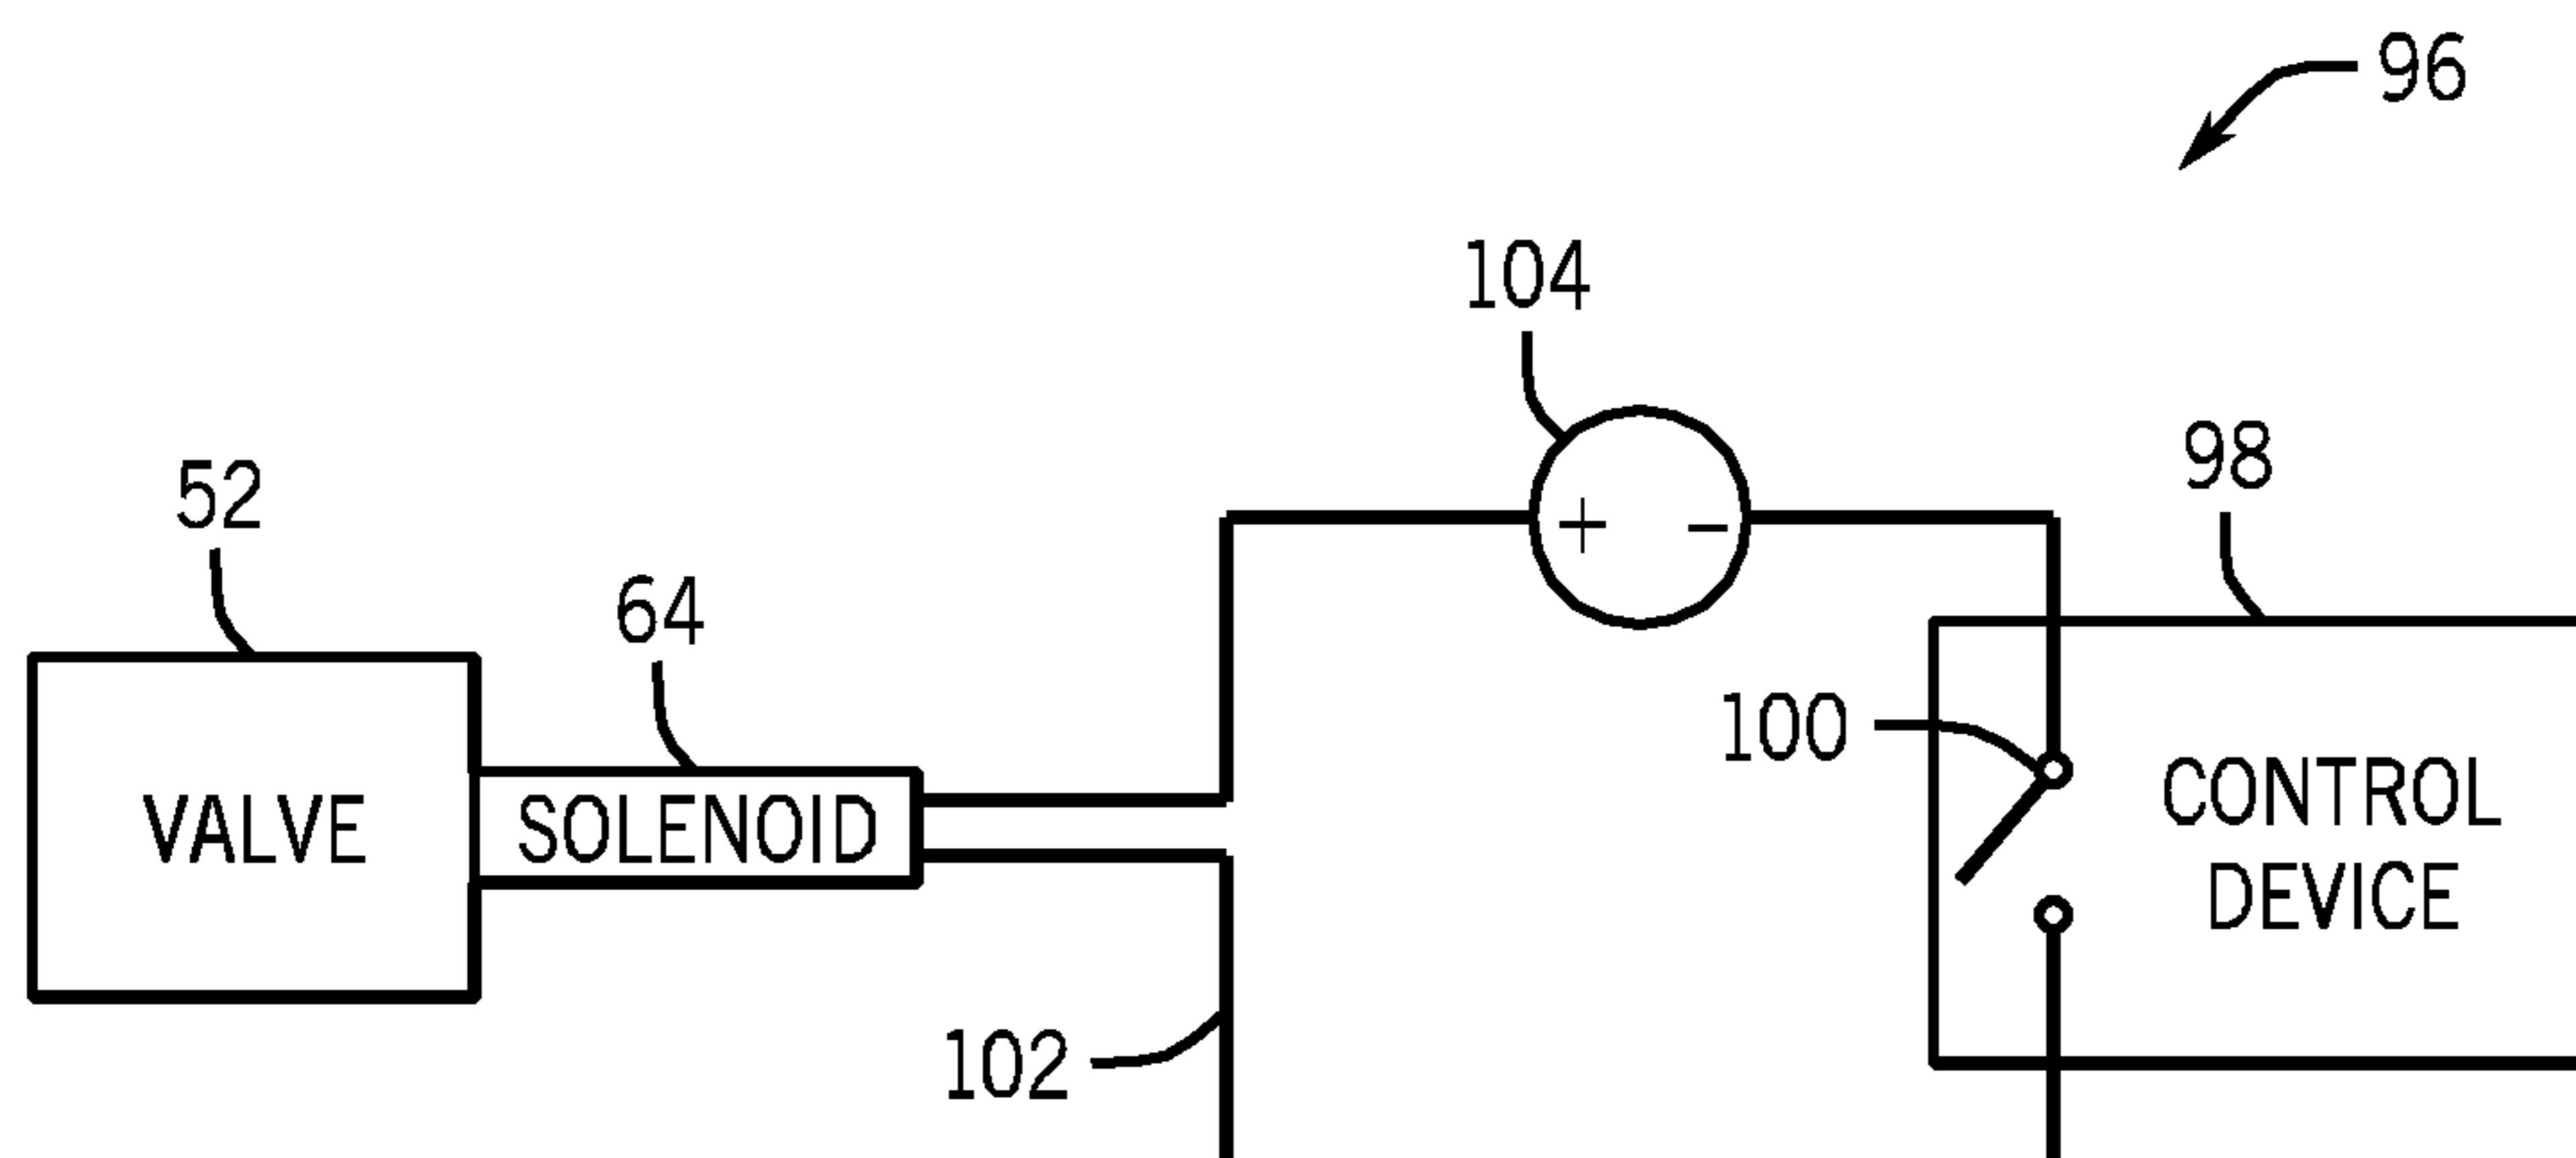 96
104
98
52
64
100
VALVE
SOLENOID
+ -
CONTROL
DEVICE
102